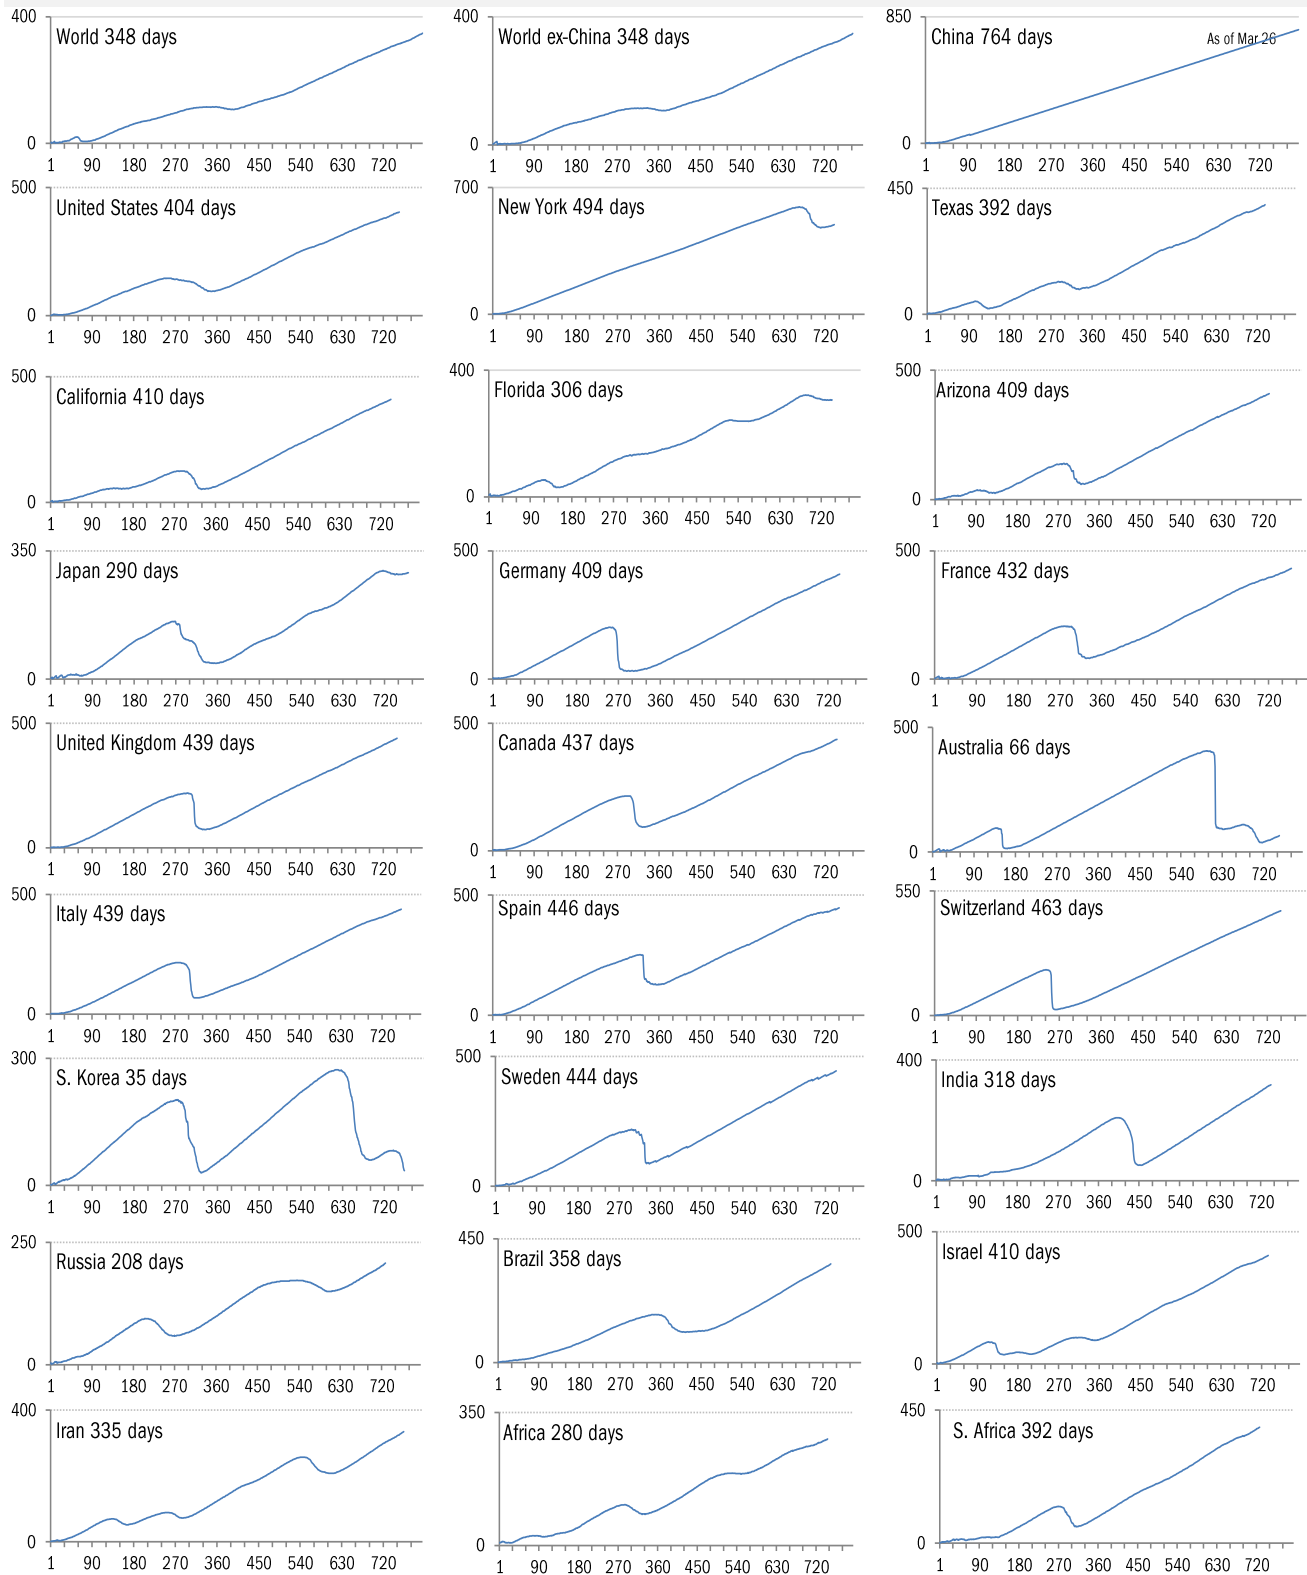 400
World 348 days
0
1 90 180 270 360 450 540 630 720
400
World ex-China 348 days
0
1 90 180 270 360 450 540 630 720
850
China 764 days
As of Mar 26
0
1 90 180 270 360 450 540 630 720
500
United States 404 days
0
1 90 180 270 360 450 540 630 720
700
New York 494 days
0
1 90 180 270 360 450 540 630 720
450
Texas 392 days
0
1 90 180 270 360 450 540 630 720
500
California 410 days
0
1 90 180 270 360 450 540 630 720
400
Florida 306 days
0
1 90 180 270 360 450 540 630 720
500
Arizona 409 days
0
1 90 180 270 360 450 540 630 720
350
Japan 290 days
0
1 90 180 270 360 450 540 630 720
500
Germany 409 days
0
1 90 180 270 360 450 540 630 720
500
France 432 days
0
1 90 180 270 360 450 540 630 720
500
United Kingdom 439 days
0
1 90 180 270 360 450 540 630 720
500
Canada 437 days
0
1 90 180 270 360 450 540 630 720
500
Australia 66 days
0
1 90 180 270 360 450 540 630 720
500
Italy 439 days
0
1 90 180 270 360 450 540 630 720
500
Spain 446 days
0
1 90 180 270 360 450 540 630 720
550
Switzerland 463 days
0
1 90 180 270 360 450 540 630 720
300
S. Korea 35 days
0
1 90 180 270 360 450 540 630 720
500
Sweden 444 days
0
1 90 180 270 360 450 540 630 720
400
India 318 days
0
1 90 180 270 360 450 540 630 720
250
Russia 208 days
0
1 90 180 270 360 450 540 630 720
450
Brazil 358 days
0
1 90 180 270 360 450 540 630 720
500
Israel 410 days
0
1 90 180 270 360 450 540 630 720
400
Iran 335 days
0
1 90 180 270 360 450 540 630 720
350
Africa 280 days
0
1 90 180 270 360 450 540 630 720
450
S. Africa 392 days
0
1 90 180 270 360 450 540 630 720